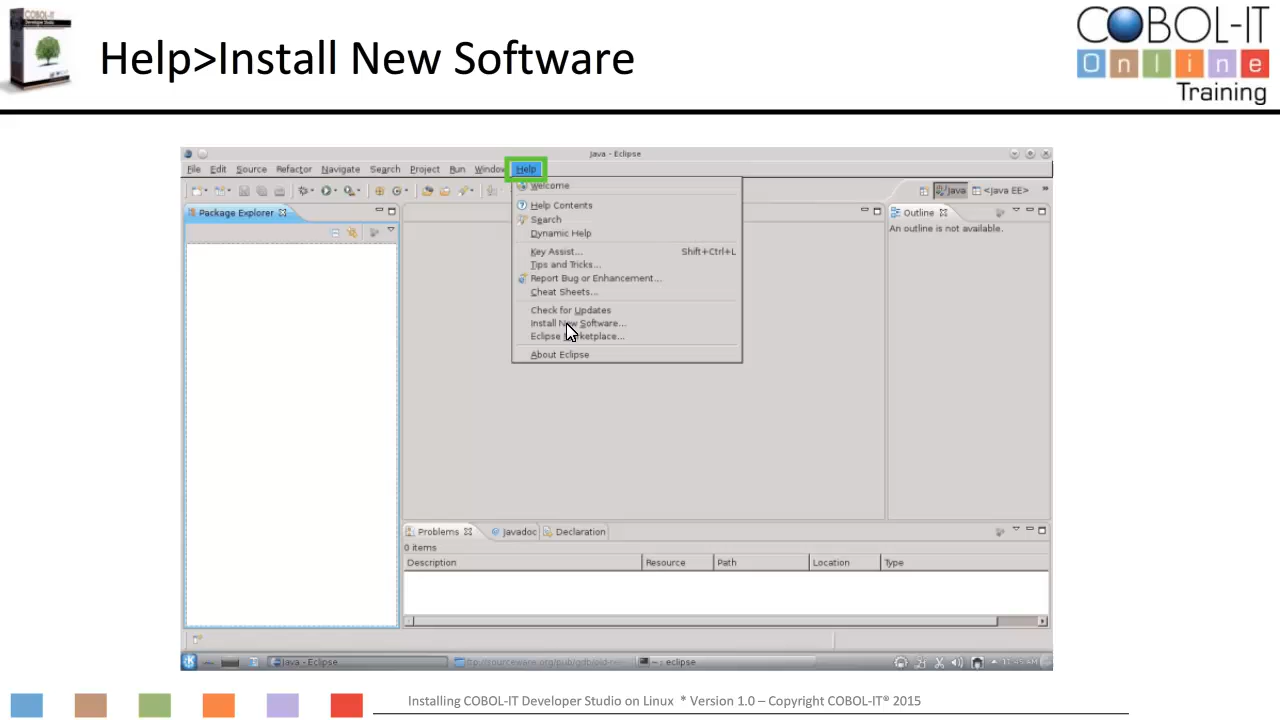 COBOL-IT
Developer Studio
Help>Install New Software
COBOL-IT
Online
Training
Java - Eclipse
File Edit Source Refactor Navigate Search Project Run Window Help
Welcome
Help Contents
Search
Dynamic Help
Key Assist... Shift+Ctrl+L
Tips and Tricks...
Report Bug or Enhancement...
Cheat Sheets...
Check for Updates
Install New Software...
Eclipse Marketplace...
About Eclipse
Java <Java EE> »
Package Explorer
Outline
An outline is not available.
Problems Javadoc Declaration
0 items
Description Resource Path Location Type
Java - Eclipse
~ : eclipse
Installing COBOL-IT Developer Studio on Linux * Version 1.0 – Copyright COBOL-IT® 2015